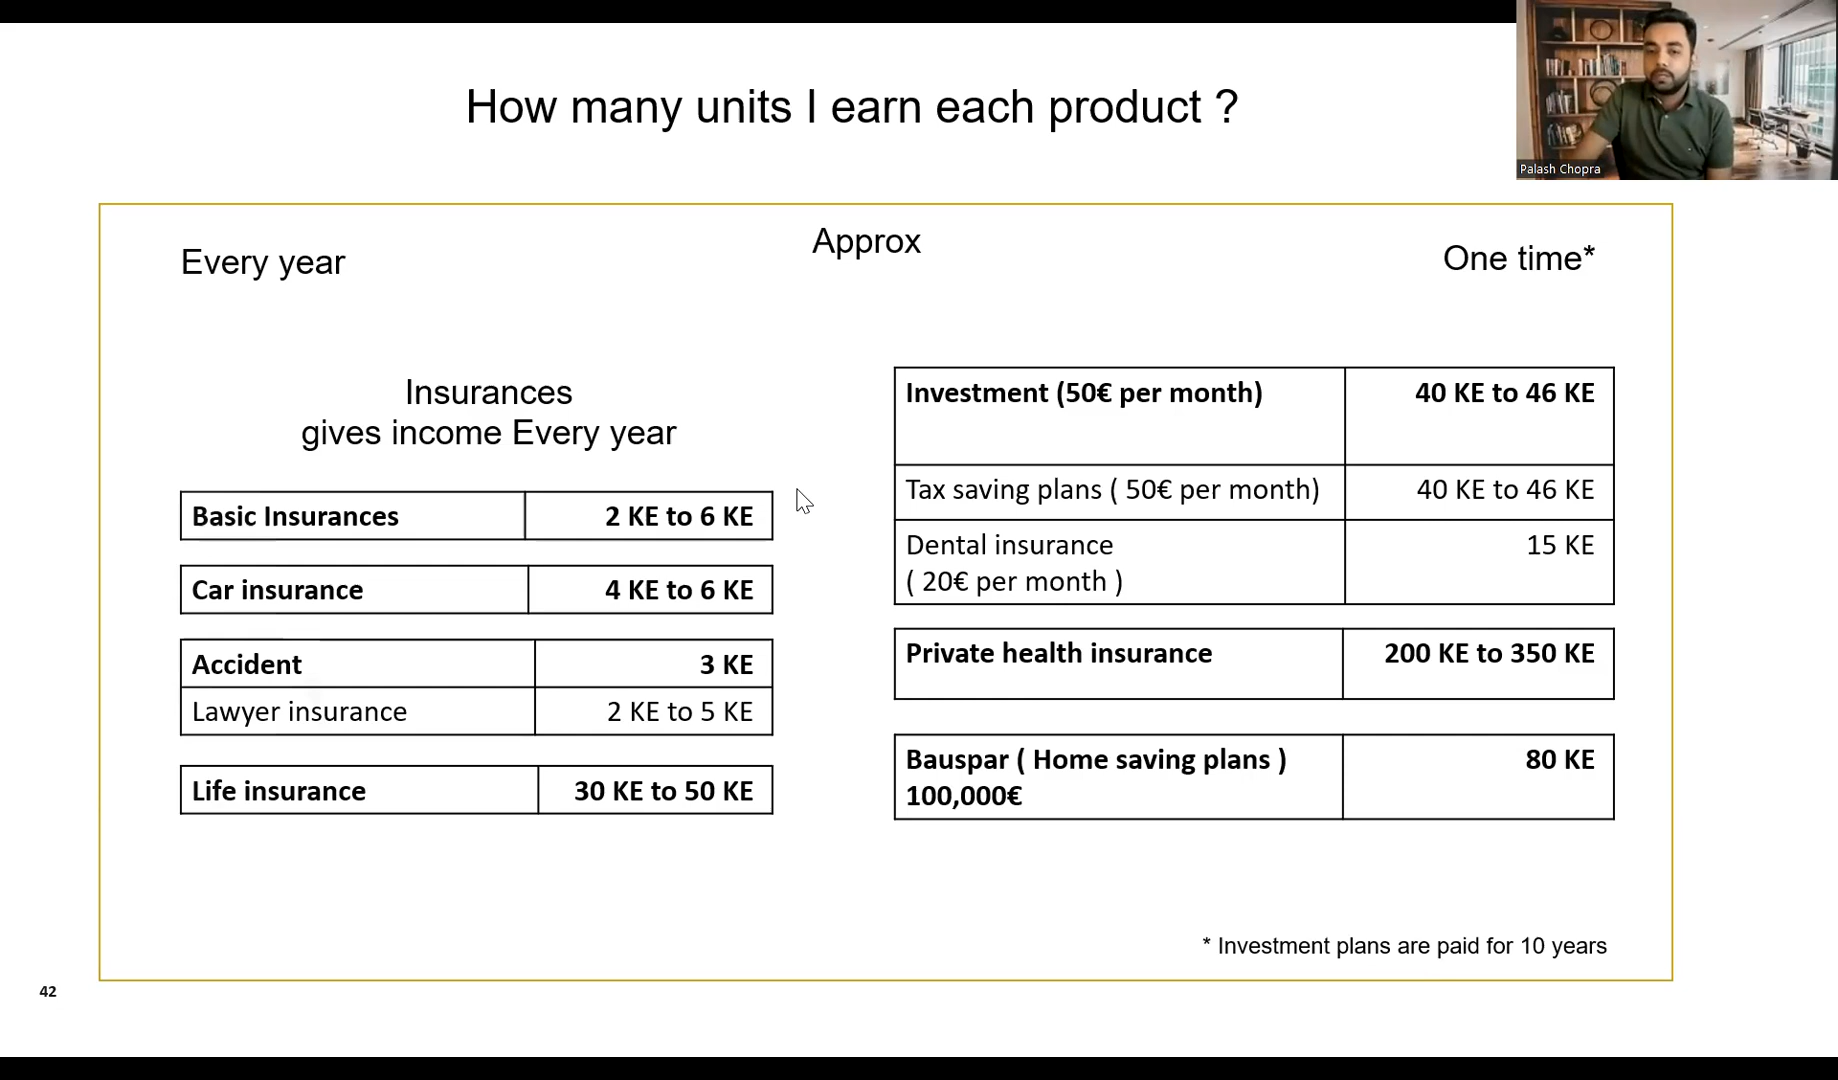 How many units I earn each product ?
Palash Chopra
Every year
Approx
One time*
Insurances
gives income Every year
Basic Insurances 2 KE to 6 KE
Car insurance 4 KE to 6 KE
Accident 3 KE
Lawyer insurance 2 KE to 5 KE
Life insurance 30 KE to 50 KE
Investment (50€ per month) 40 KE to 46 KE
Tax saving plans ( 50€ per month) 40 KE to 46 KE
Dental insurance 15 KE
( 20€ per month )
Private health insurance 200 KE to 350 KE
Bauspar ( Home saving plans ) 80 KE
100,000€
* Investment plans are paid for 10 years
42